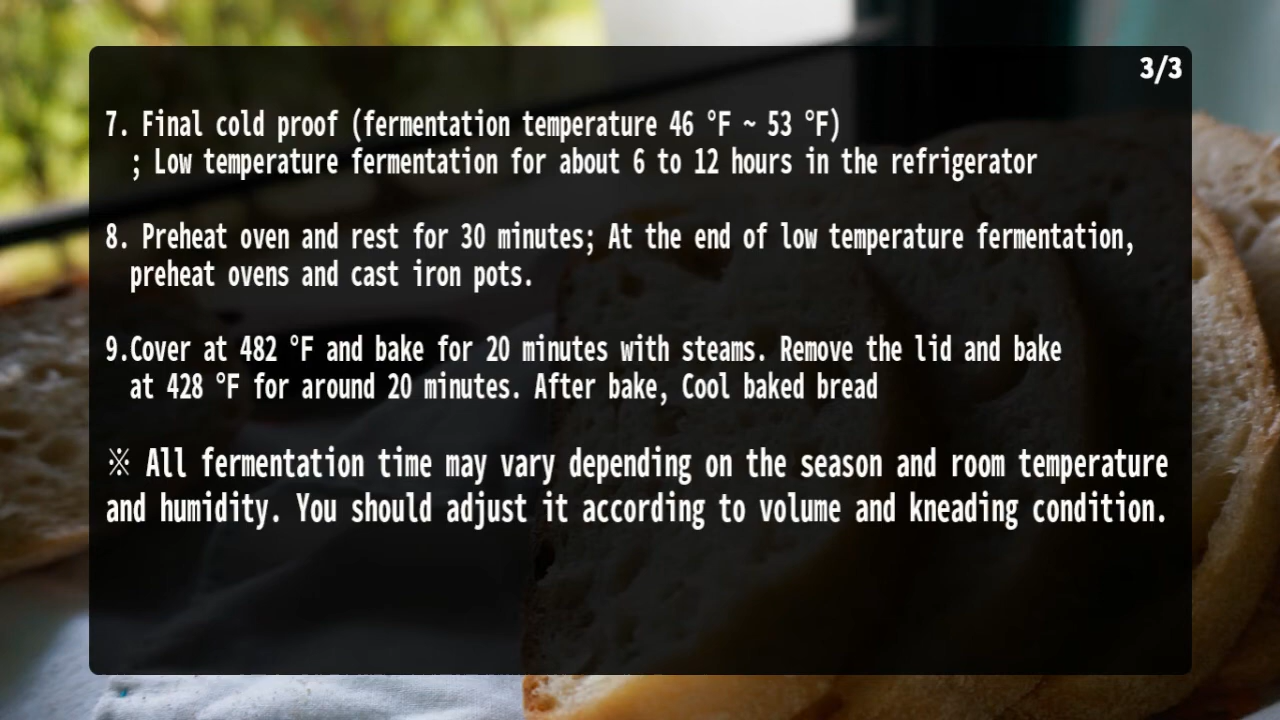 3/3
7. Final cold proof (fermentation temperature 46 °F ~ 53 °F)
; Low temperature fermentation for about 6 to 12 hours in the refrigerator
8. Preheat oven and rest for 30 minutes; At the end of low temperature fermentation,
preheat ovens and cast iron pots.
9.Cover at 482 °F and bake for 20 minutes with steams. Remove the lid and bake
at 428 °F for around 20 minutes. After bake, Cool baked bread
※ All fermentation time may vary depending on the season and room temperature
and humidity. You should adjust it according to volume and kneading condition.